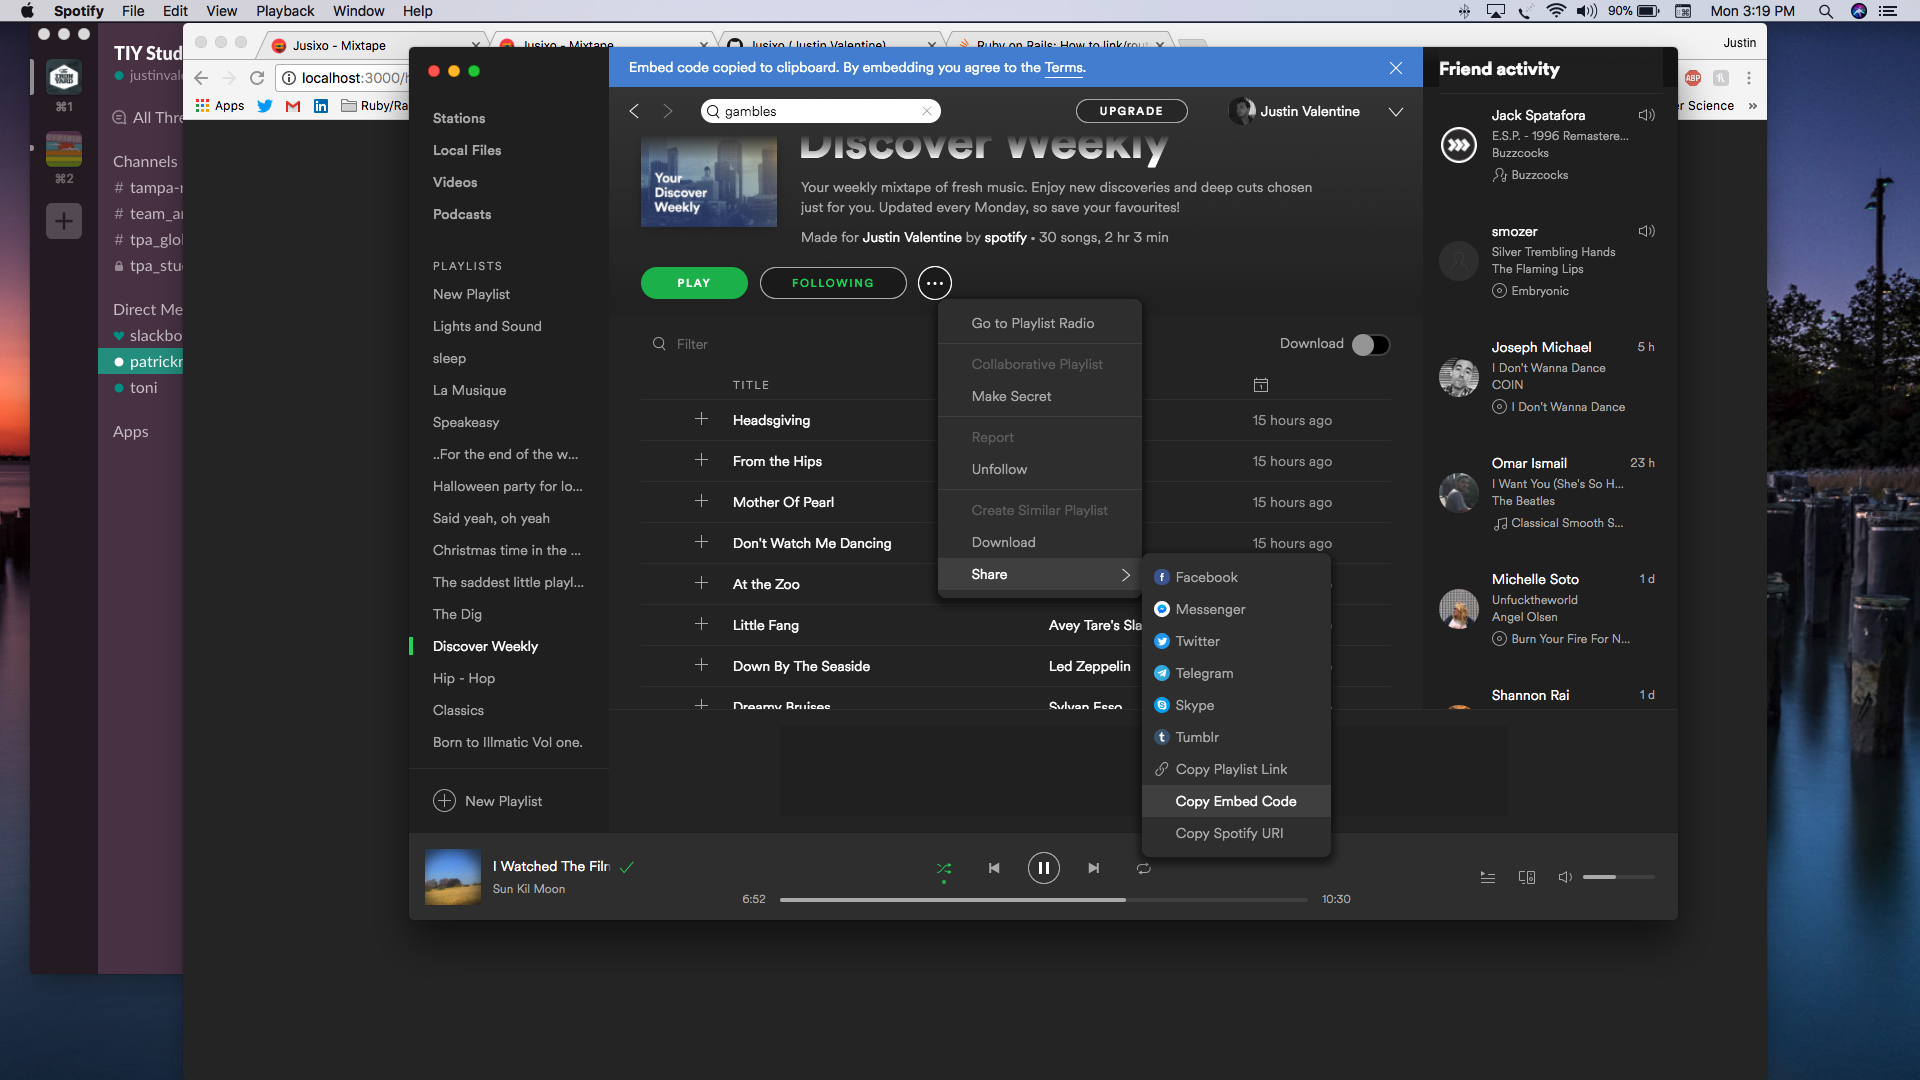 Spotify File Edit View Playback Window Help
90% Mon 3:19 PM
TIY Stud
justinval
⌘1
⌘2
All Thre
Channels
# tampa-r
# team_ar
# tpa_glol
tpa_stu
Direct Me
slackbo
patrickr
toni
Apps
Jusixo - Mixtape
Jusixo - Mixtape
Jusixo (Justin Valentine)
Ruby on Rails: How to link/rou
Justin
localhost:3000/
Apps
Ruby/Ra
ABP
r Science »
Stations
Local Files
Videos
Podcasts
PLAYLISTS
New Playlist
Lights and Sound
sleep
La Musique
Speakeasy
..For the end of the w...
Halloween party for lo...
Said yeah, oh yeah
Christmas time in the ...
The saddest little playl...
The Dig
Discover Weekly
Hip - Hop
Classics
Born to Illmatic Vol one.
New Playlist
Embed code copied to clipboard. By embedding you agree to the Terms.
gambles
UPGRADE
Justin Valentine
Your Discover Weekly
Discover Weekly
Your weekly mixtape of fresh music. Enjoy new discoveries and deep cuts chosen
just for you. Updated every Monday, so save your favourites!
Made for Justin Valentine by spotify • 30 songs, 2 hr 3 min
PLAY
FOLLOWING
Filter
Download
TITLE
Headsgiving 15 hours ago
From the Hips 15 hours ago
Mother Of Pearl 15 hours ago
Don't Watch Me Dancing 15 hours ago
At the Zoo
Little Fang Avey Tare's Sla
Down By The Seaside Led Zeppelin
Dreamy Bruises Sylvan Esso
Go to Playlist Radio
Collaborative Playlist
Make Secret
Report
Unfollow
Create Similar Playlist
Download
Share
Facebook
Messenger
Twitter
Telegram
Skype
Tumblr
Copy Playlist Link
Copy Embed Code
Copy Spotify URI
Friend activity
Jack Spatafora
E.S.P. - 1996 Remastere...
Buzzcocks
Buzzcocks
smozer
Silver Trembling Hands
The Flaming Lips
Embryonic
Joseph Michael 5 h
I Don't Wanna Dance
COIN
I Don't Wanna Dance
Omar Ismail 23 h
I Want You (She's So H...
The Beatles
Classical Smooth S...
Michelle Soto 1 d
Unfucktheworld
Angel Olsen
Burn Your Fire For N...
Shannon Rai 1 d
I Watched The Film
Sun Kil Moon
6:52
10:30